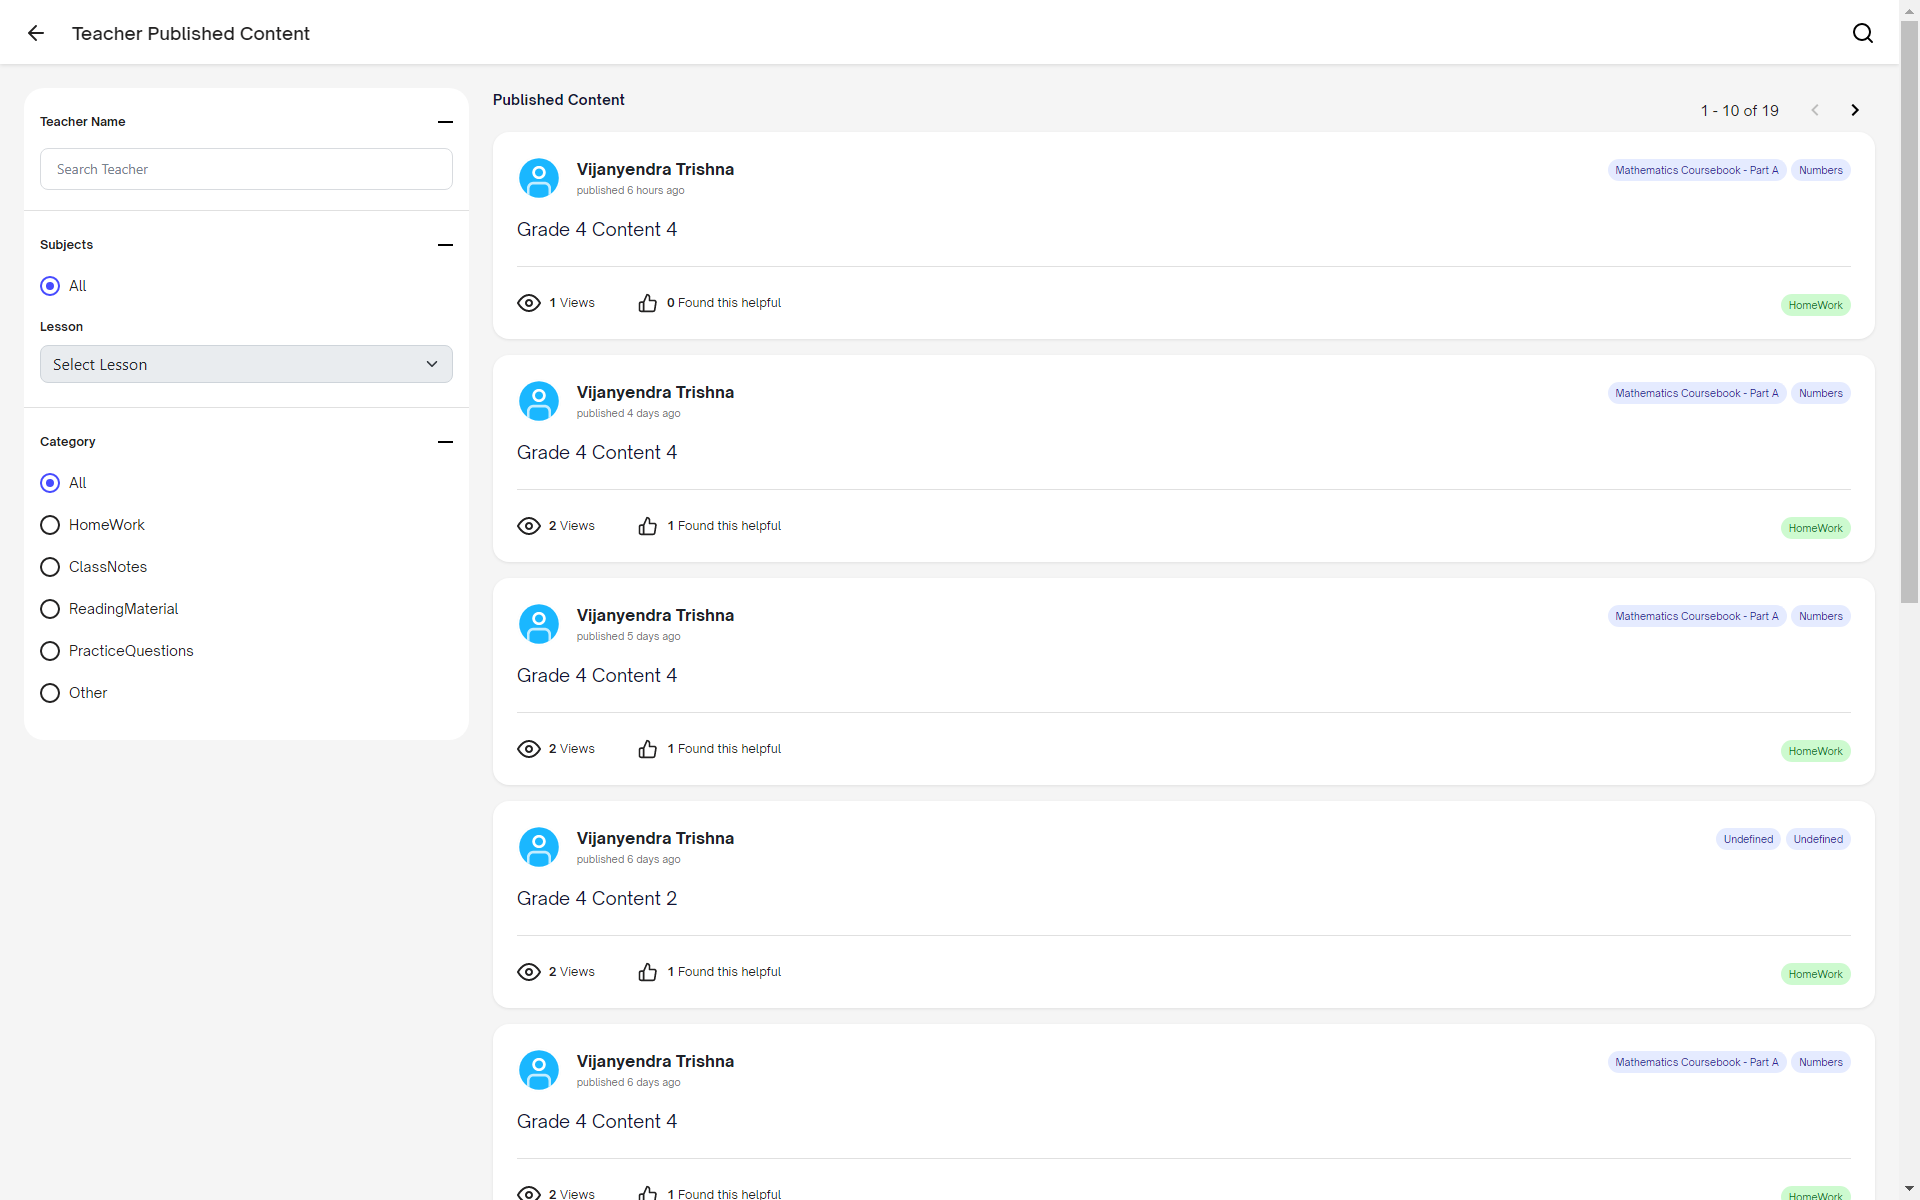 Teacher Published Content
Teacher Name
Search Teacher
Subjects
All
Lesson
Select Lesson
Category
All
HomeWork
ClassNotes
ReadingMaterial
PracticeQuestions
Other
Published Content
1 - 10 of 19
Vijanyendra Trishna
published 6 hours ago
Mathematics Coursebook - Part A Numbers
Grade 4 Content 4
1 Views 0 Found this helpful
HomeWork
Vijanyendra Trishna
published 4 days ago
Mathematics Coursebook - Part A Numbers
Grade 4 Content 4
2 Views 1 Found this helpful
HomeWork
Vijanyendra Trishna
published 5 days ago
Mathematics Coursebook - Part A Numbers
Grade 4 Content 4
2 Views 1 Found this helpful
HomeWork
Vijanyendra Trishna
published 6 days ago
Undefined Undefined
Grade 4 Content 2
2 Views 1 Found this helpful
HomeWork
Vijanyendra Trishna
published 6 days ago
Mathematics Coursebook - Part A Numbers
Grade 4 Content 4
2 Views 1 Found this helpful
HomeWork